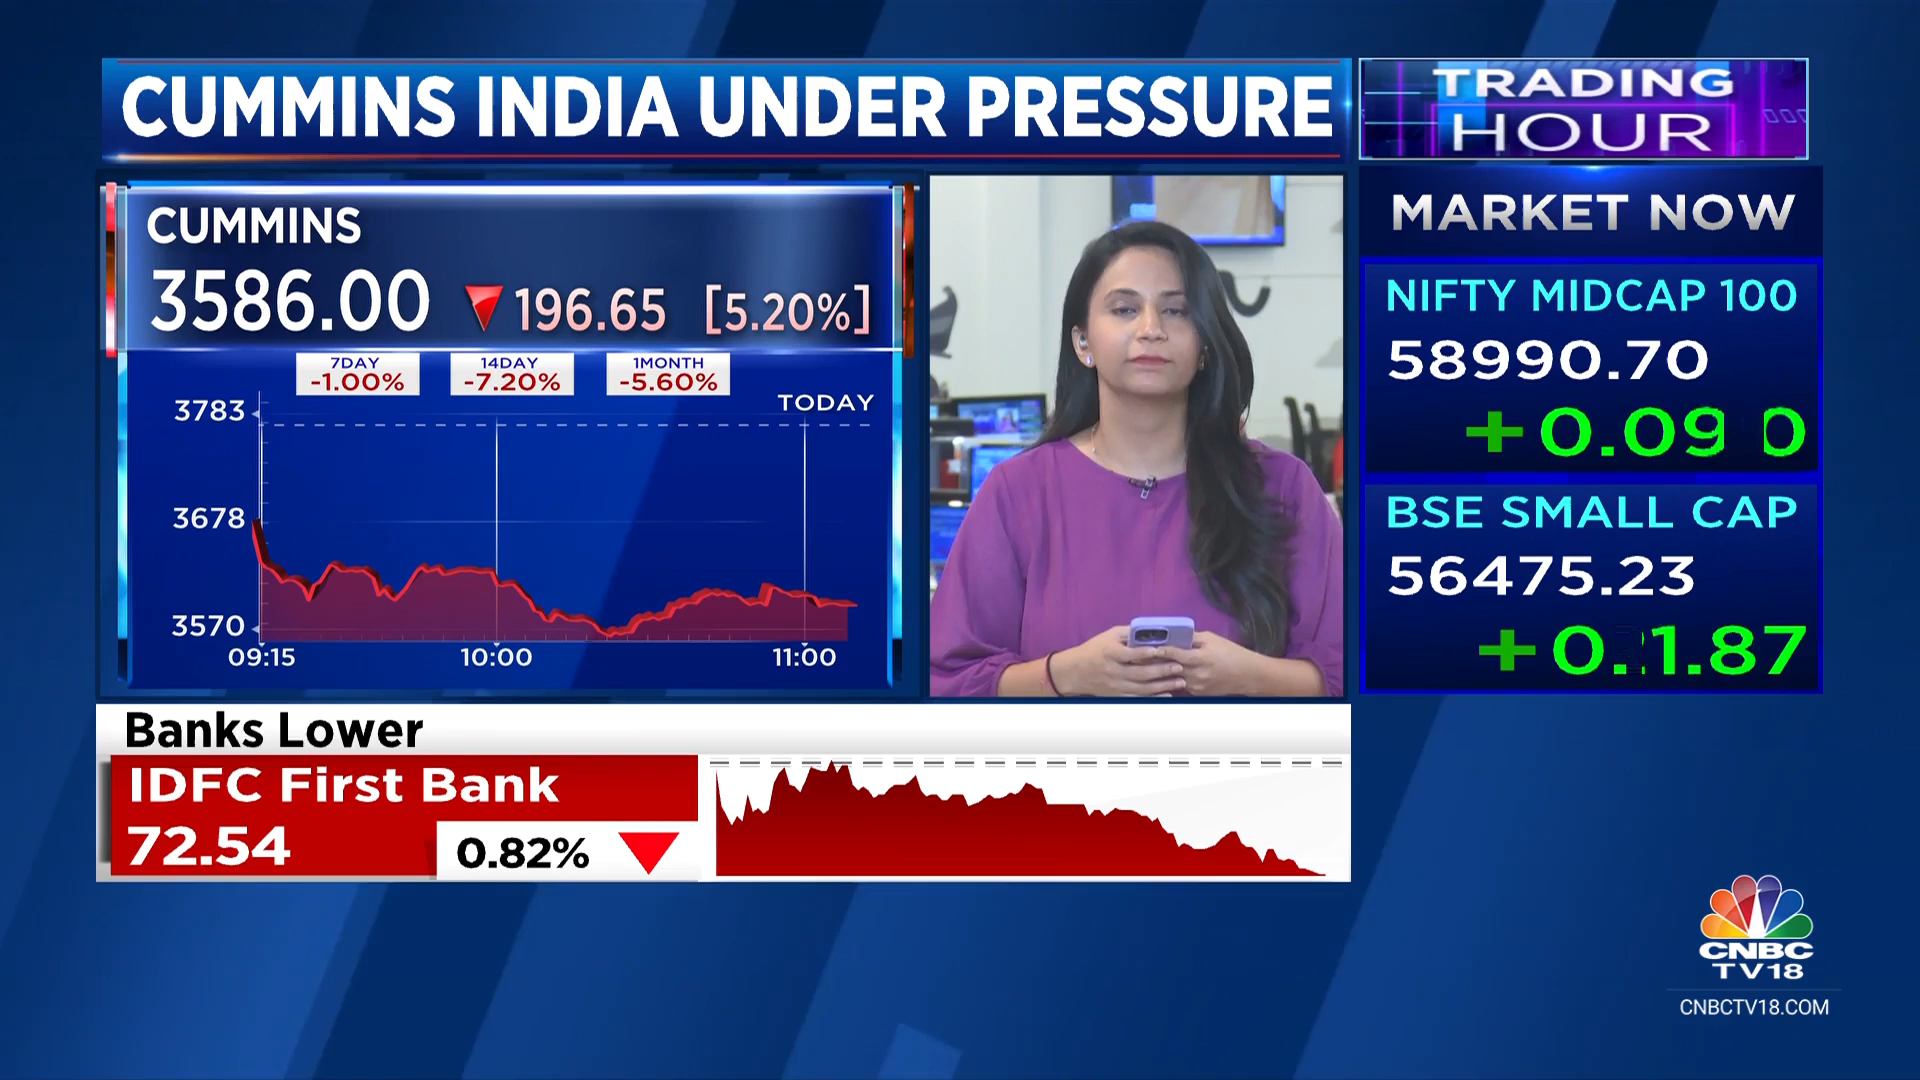 CUMMINS INDIA UNDER PRESSURE
TRADING
HOUR
CUMMINS
3586.00 ▼ 196.65 [5.20%]
7DAY
-1.00%
14DAY
-7.20%
1MONTH
-5.60%
TODAY
3783
3678
3570
09:15 10:00 11:00
MARKET NOW
NIFTY MIDCAP 100
58990.70
BSE SMALL CAP
56475.23
Banks Lower
IDFC First Bank
72.54
0.82% ▼
CNBC
TV18
CNBCTV18.COM